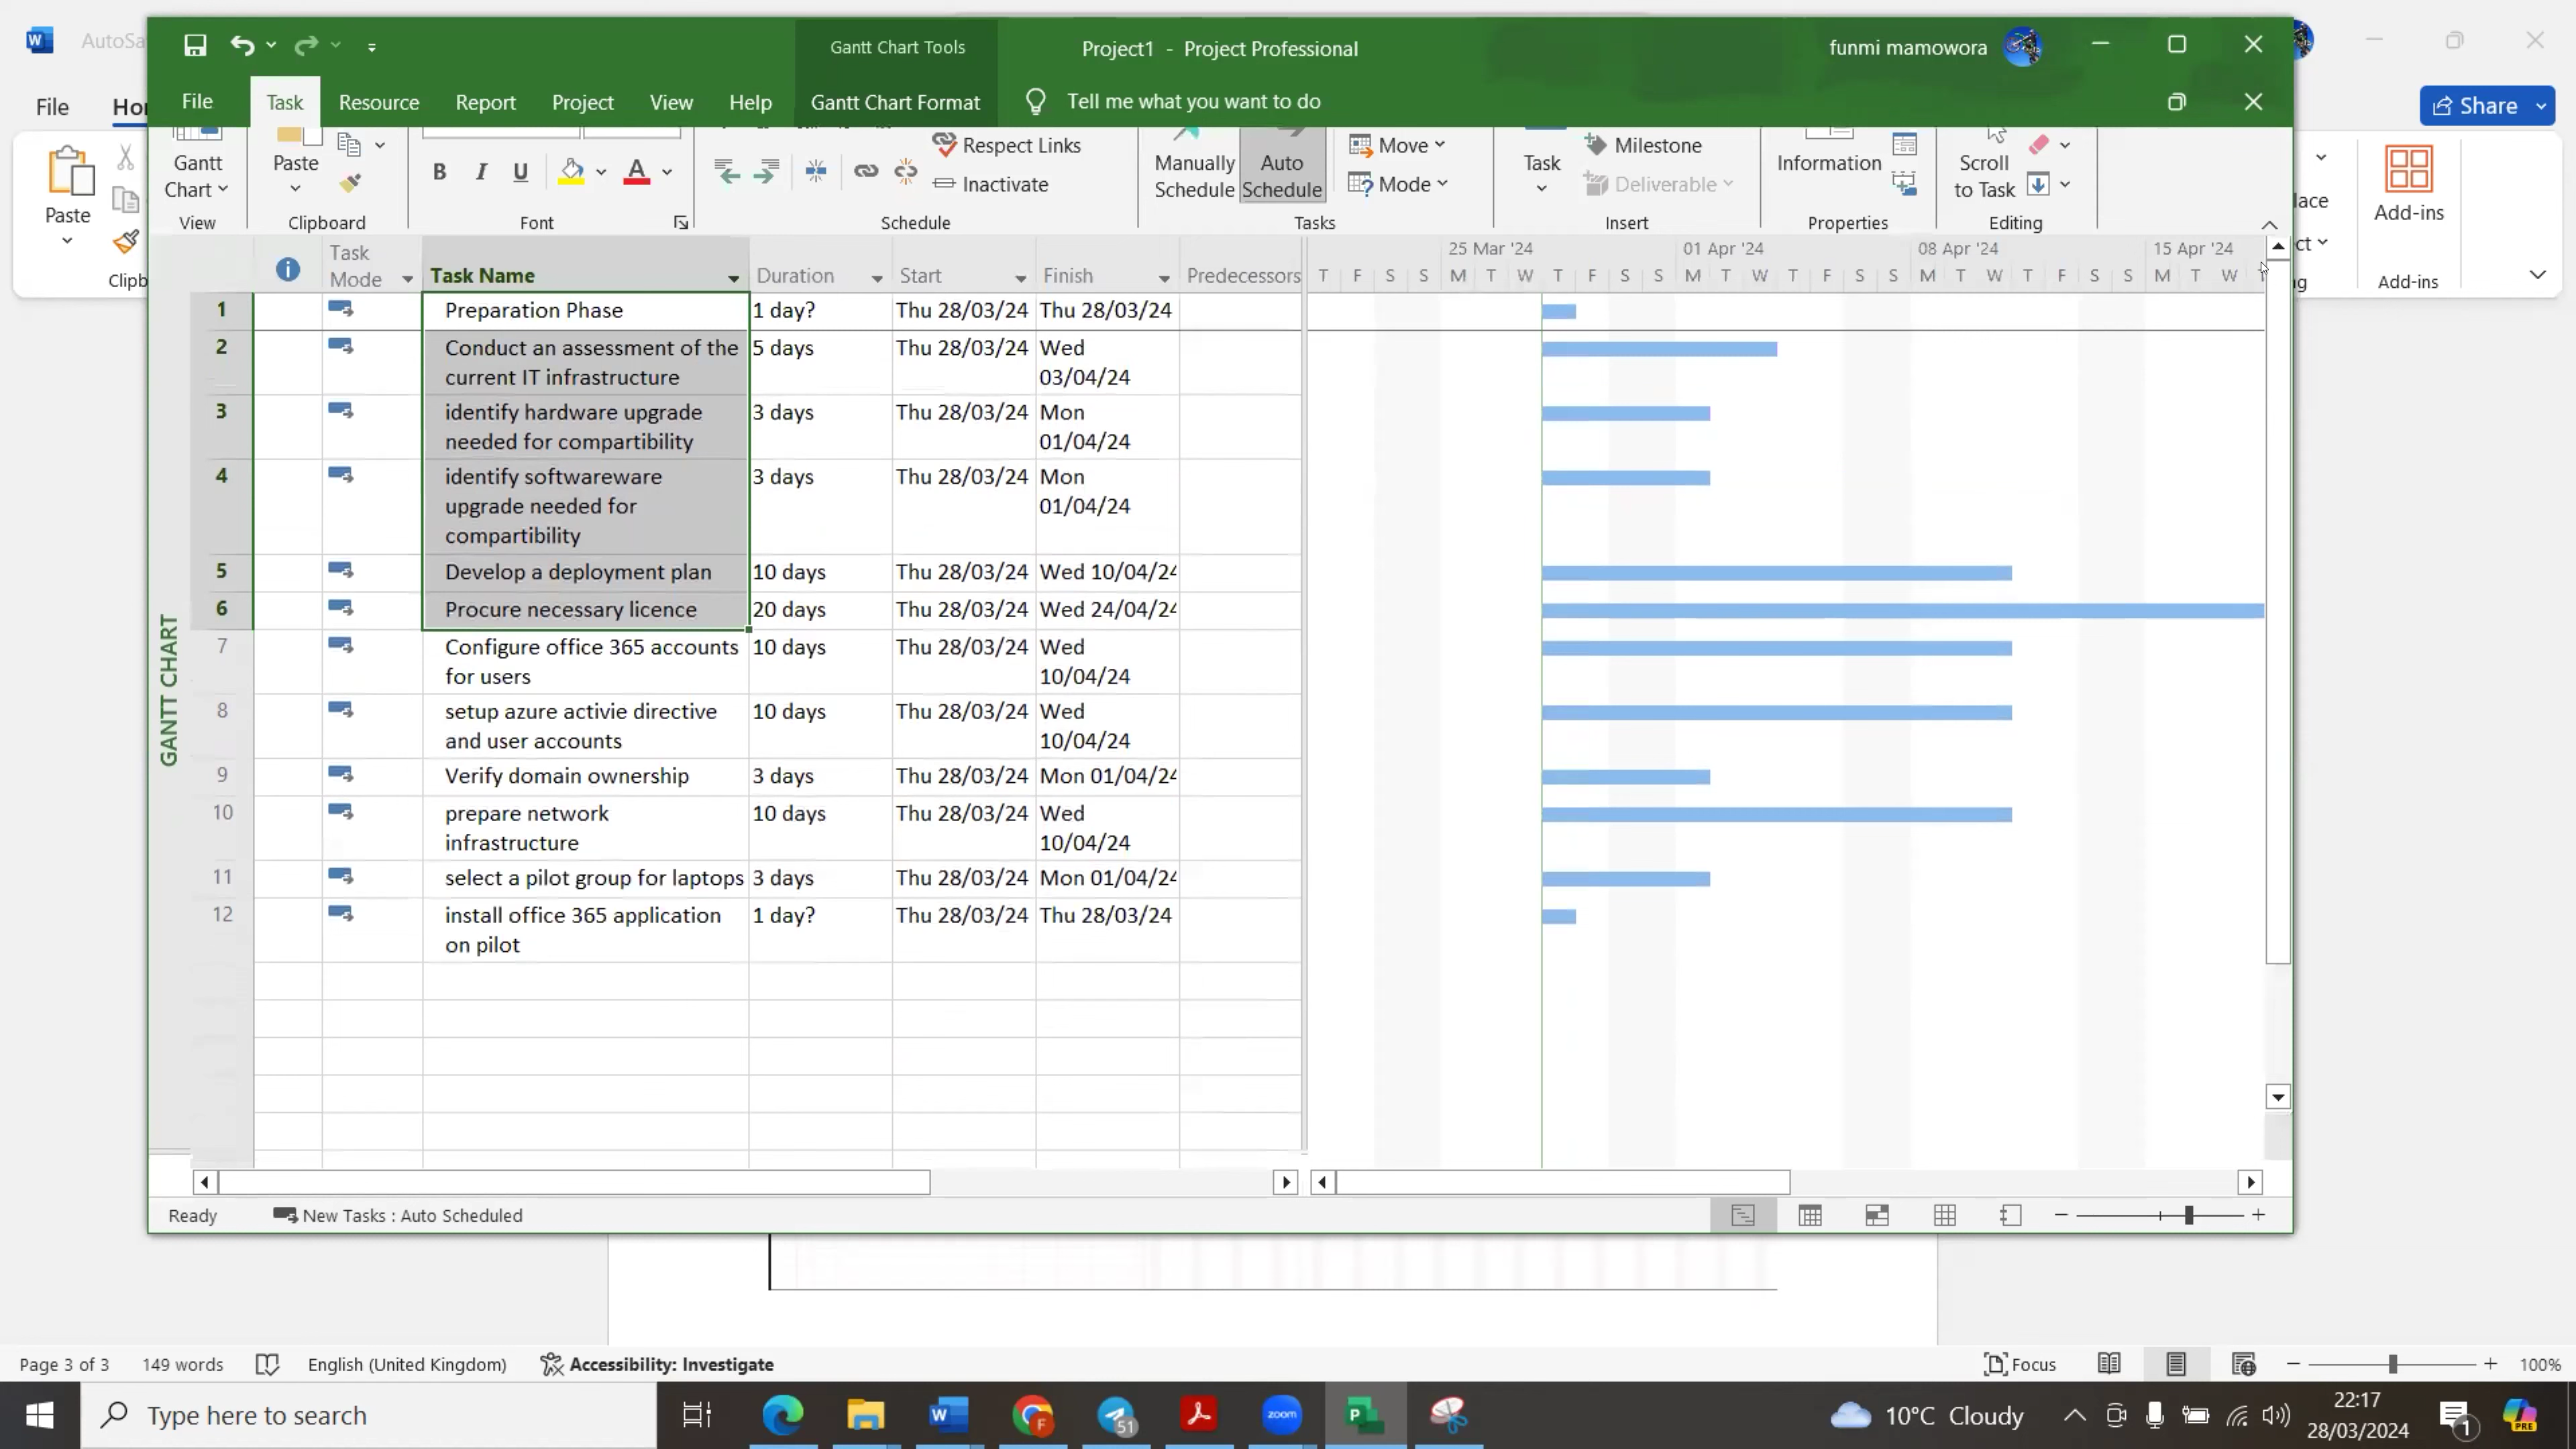 AutoSa
Gantt Chart Tools
Project1 - Project Professional
funmi mamowora
File
Hor
File
Task
Resource
Report
Project
View
Help
Gantt Chart Format
Tell me what you want to do
Share
Paste
Clipb
Gantt
Chart
View
Paste
Clipboard
B I U A
Font
Respect Links
Inactivate
Schedule
Manually
Schedule
Auto
Schedule
Move
Mode
Tasks
Task
Milestone
Deliverable
Insert
Information
Properties
Scroll
to Task
Editing
lace
ct
g
Add-ins
Add-ins
Task
Mode
Task Name
Duration
Start
Finish
Predecessors
25 Mar '24
01 Apr '24
08 Apr '24
15 Apr '24
T F S S M T W T F S S M T W T F S S M T W T F S S M T W
1 Preparation Phase 1 day? Thu 28/03/24 Thu 28/03/24
2 Conduct an assessment of the 5 days Thu 28/03/24 Wed
current IT infrastructure 03/04/24
3 identify hardware upgrade 3 days Thu 28/03/24 Mon
needed for compartibility 01/04/24
4 identify softwareware 3 days Thu 28/03/24 Mon
upgrade needed for 01/04/24
compartibility
5 Develop a deployment plan 10 days Thu 28/03/24 Wed 10/04/24
6 Procure necessary licence 20 days Thu 28/03/24 Wed 24/04/24
7 Configure office 365 accounts 10 days Thu 28/03/24 Wed
for users 10/04/24
8 setup azure activie directive 10 days Thu 28/03/24 Wed
and user accounts 10/04/24
9 Verify domain ownership 3 days Thu 28/03/24 Mon 01/04/24
10 prepare network 10 days Thu 28/03/24 Wed
infrastructure 10/04/24
11 select a pilot group for laptops 3 days Thu 28/03/24 Mon 01/04/24
12 install office 365 application 1 day? Thu 28/03/24 Thu 28/03/24
on pilot
GANTT CHART
Ready
New Tasks : Auto Scheduled
Page 3 of 3
149 words
English (United Kingdom)
Accessibility: Investigate
Focus
100%
Type here to search
W
F
51
zoom
P
10°C Cloudy
22:17
28/03/2024
1
PRE